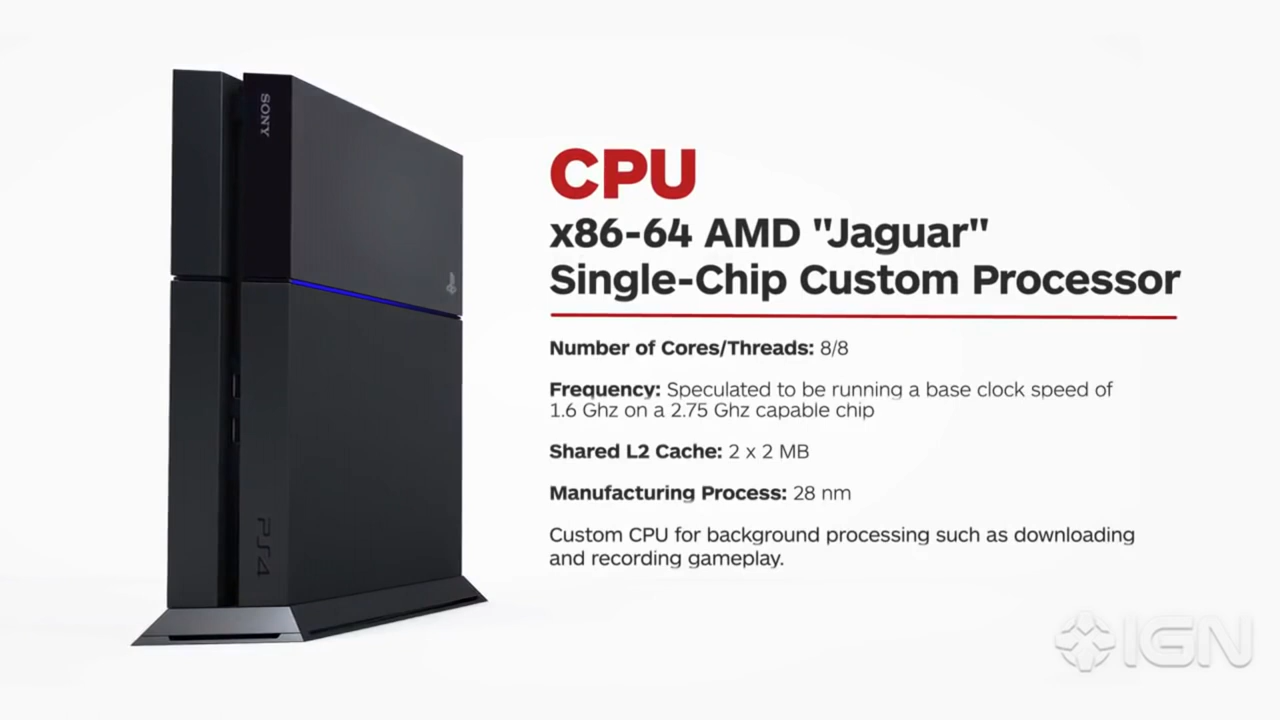 SONY
PS4
CPU
x86-64 AMD "Jaguar"
Single-Chip Custom Processor
Number of Cores/Threads: 8/8
Frequency: Speculated to be running a base clock speed of
1.6 Ghz on a 2.75 Ghz capable chip
Shared L2 Cache: 2 x 2 MB
Manufacturing Process: 28 nm
Custom CPU for background processing such as downloading
and recording gameplay.
IGN